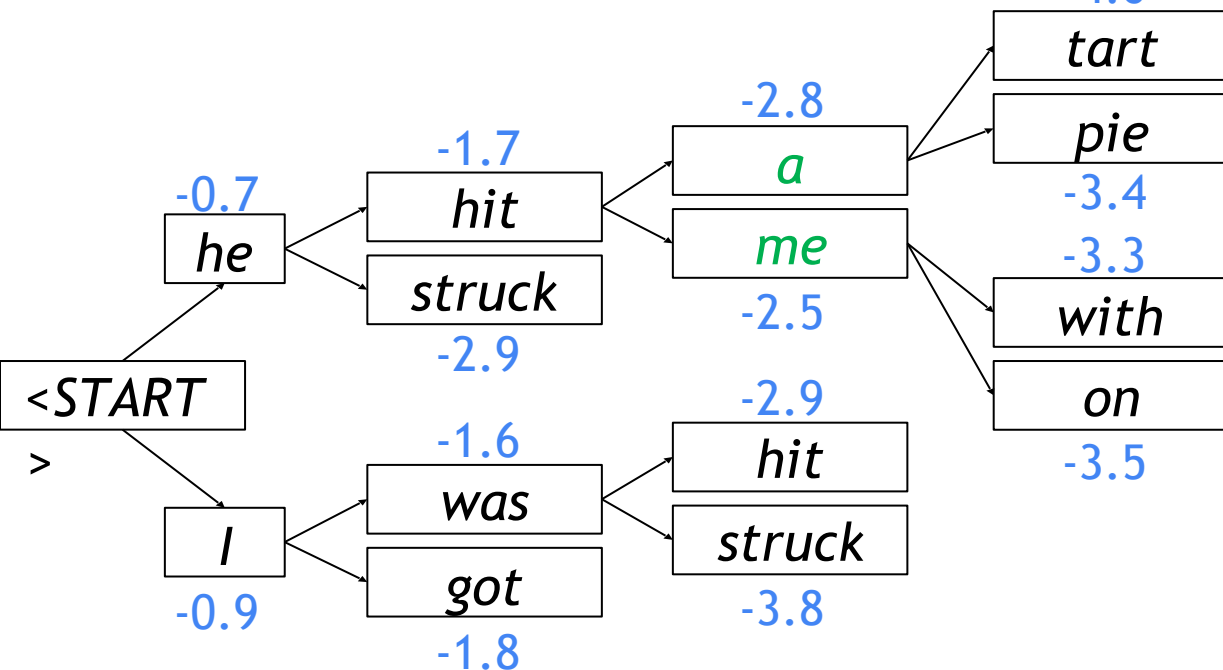 tart
-2.8
a
pie
-1.7
hit
-3.4
-0.7
he
me
-3.3
struck
-2.5
with
-2.9
<START
>
-2.9
on
-1.6
hit
-3.5
was
I
struck
got
-0.9
-3.8
-1.8